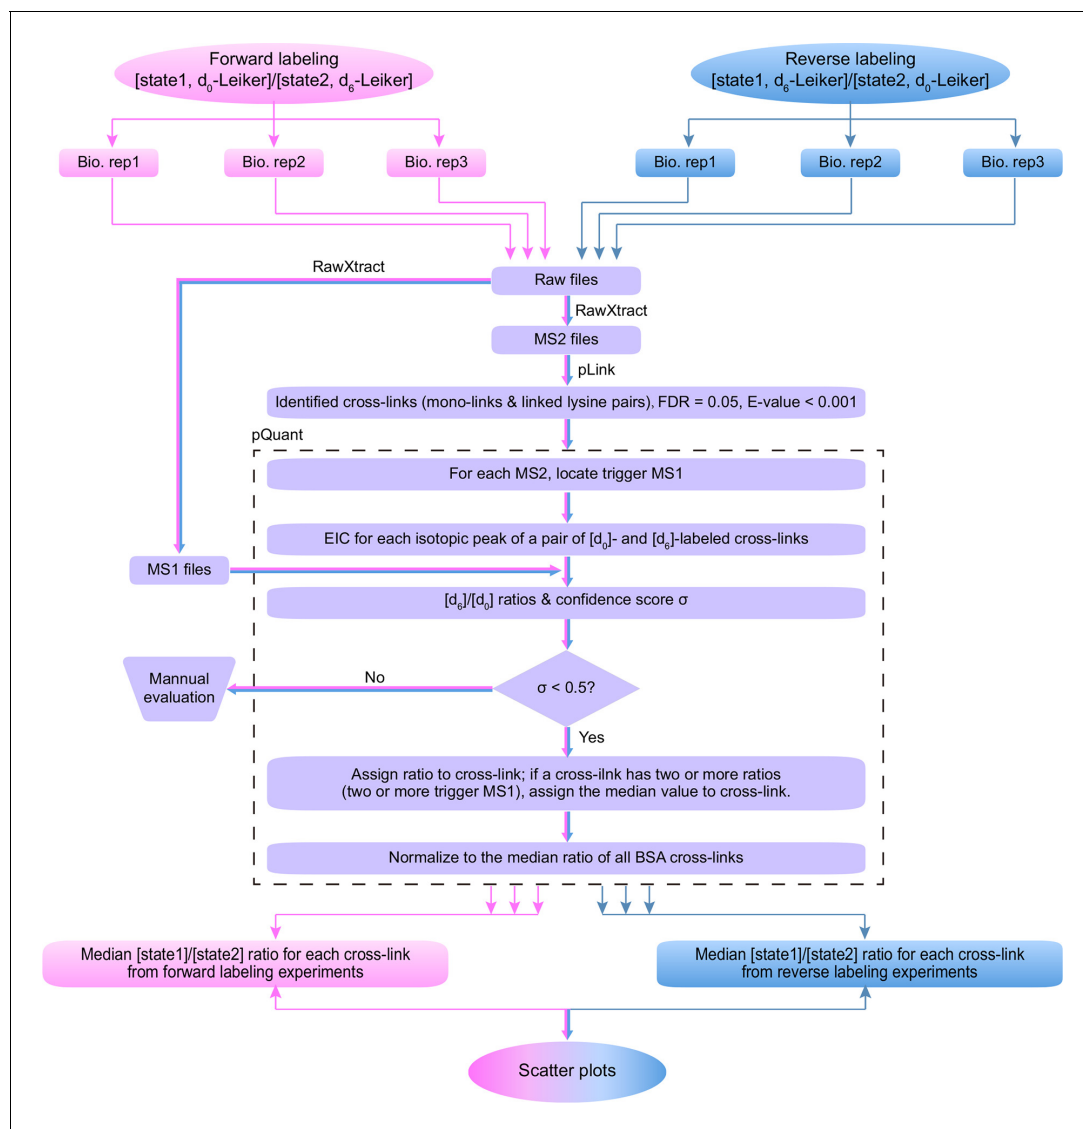 Forward labeling
[state1, d0-Leiker]/[state2, d6-Leiker]
Reverse labeling
[state1, d6-Leiker]/[state2, d0-Leiker]
Bio. rep1
Bio. rep2
Bio. rep3
Bio. rep1
Bio. rep2
Bio. rep3
RawXtract
Raw files
RawXtract
MS2 files
pLink
Identified cross-links (mono-links & linked lysine pairs), FDR = 0.05, E-value < 0.001
pQuant
For each MS2, locate trigger MS1
EIC for each isotopic peak of a pair of [d0]- and [d6]-labeled cross-links
MS1 files
[d6]/[d0] ratios & confidence score σ
Mannual
evaluation
No
σ < 0.5?
Yes
Assign ratio to cross-link; if a cross-ilnk has two or more ratios
(two or more trigger MS1), assign the median value to cross-link.
Normalize to the median ratio of all BSA cross-links
Median [state1]/[state2] ratio for each cross-link
from forward labeling experiments
Median [state1]/[state2] ratio for each cross-link
from reverse labeling experiments
Scatter plots